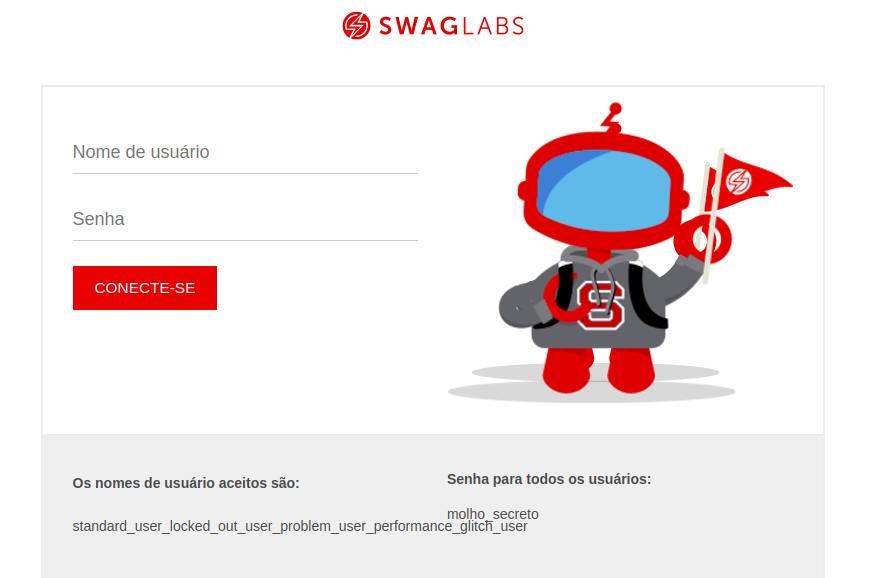 SWAGLABS
Nome de usuário
Senha
CONECTE-SE
S
Os nomes de usuário aceitos são:
standard_user_locked_out_user_problem_user_performance_glitch_user
Senha para todos os usuários:
molho_secreto